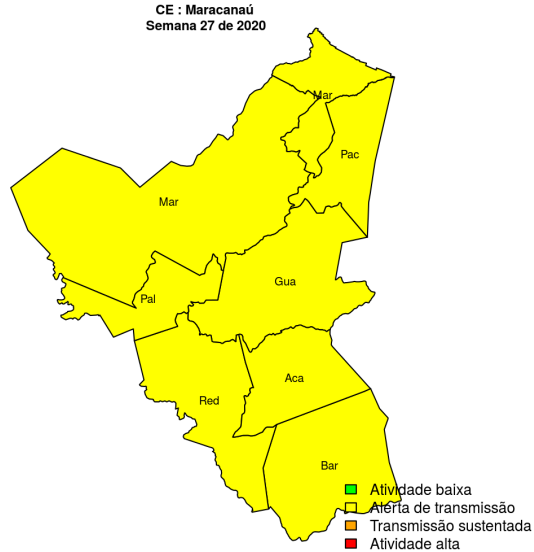 CE : Maracanaú
Semana 27 de 2020
Mar
Pac
Mar
Gua
Pal
Aca
Red
Bar
Atividade baixa
Alerta de transmissão
Transmissão sustentada
Atividade alta